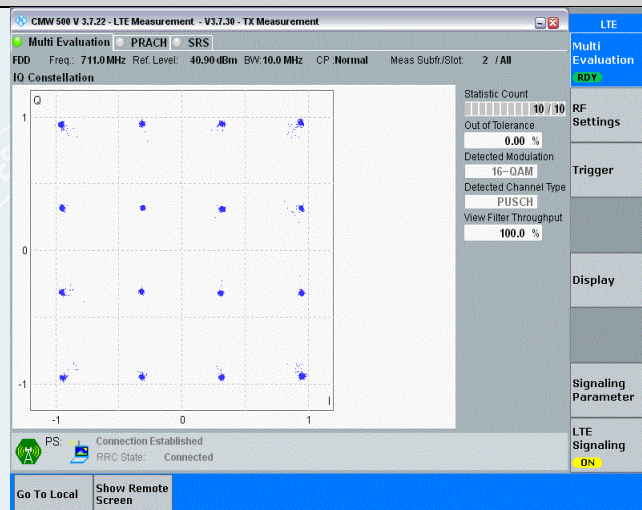 CMW 500 V 3.7.22 - LTE Measurement - V3.7.30 - TX Measurement
LTE
Multi Evaluation PRACH SRS
Multi
Evaluation
RDY
FDD Freq.: 711.0 MHz Ref. Level: 40.90 dBm BW: 10.0 MHz CP :Normal Meas Subfr./Slot: 2 / All
IQ Constellation
Q
1
0
-1
-1 0 1
I
Statistic Count
10 / 10
Out of Tolerance
0.00 %
Detected Modulation
16-QAM
Detected Channel Type
PUSCH
View Filter Throughput
100.0 %
RF
Settings
Trigger
Display
Signaling
Parameter
LTE
Signaling
ON
PS: Connection Established
RRC State: Connected
Go To Local
Show Remote
Screen